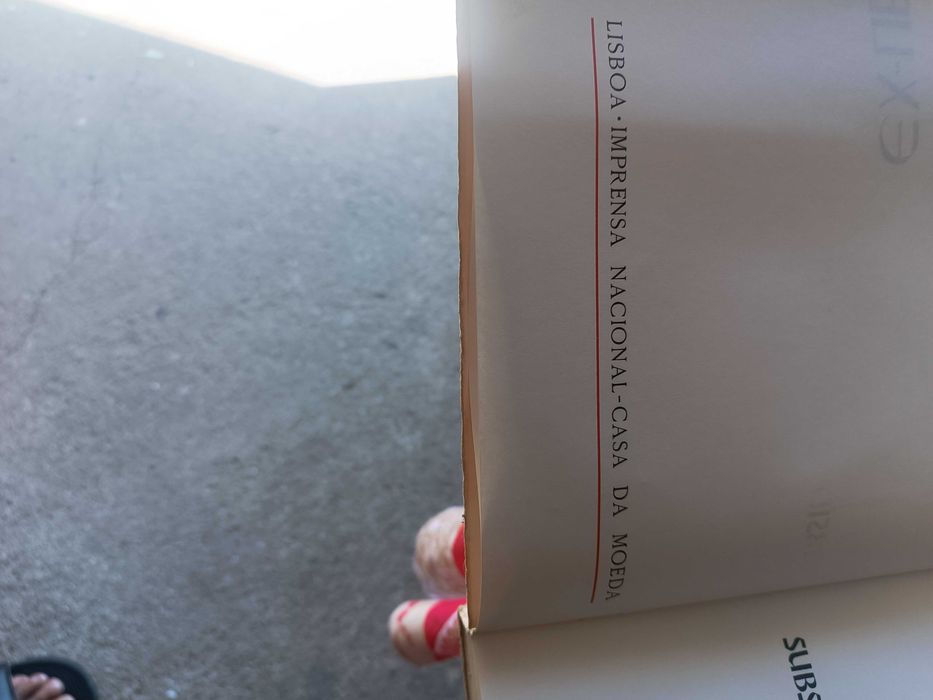 LISBOA · IMPRENSA NACIONAL-CASA DA MOEDA
SUBS